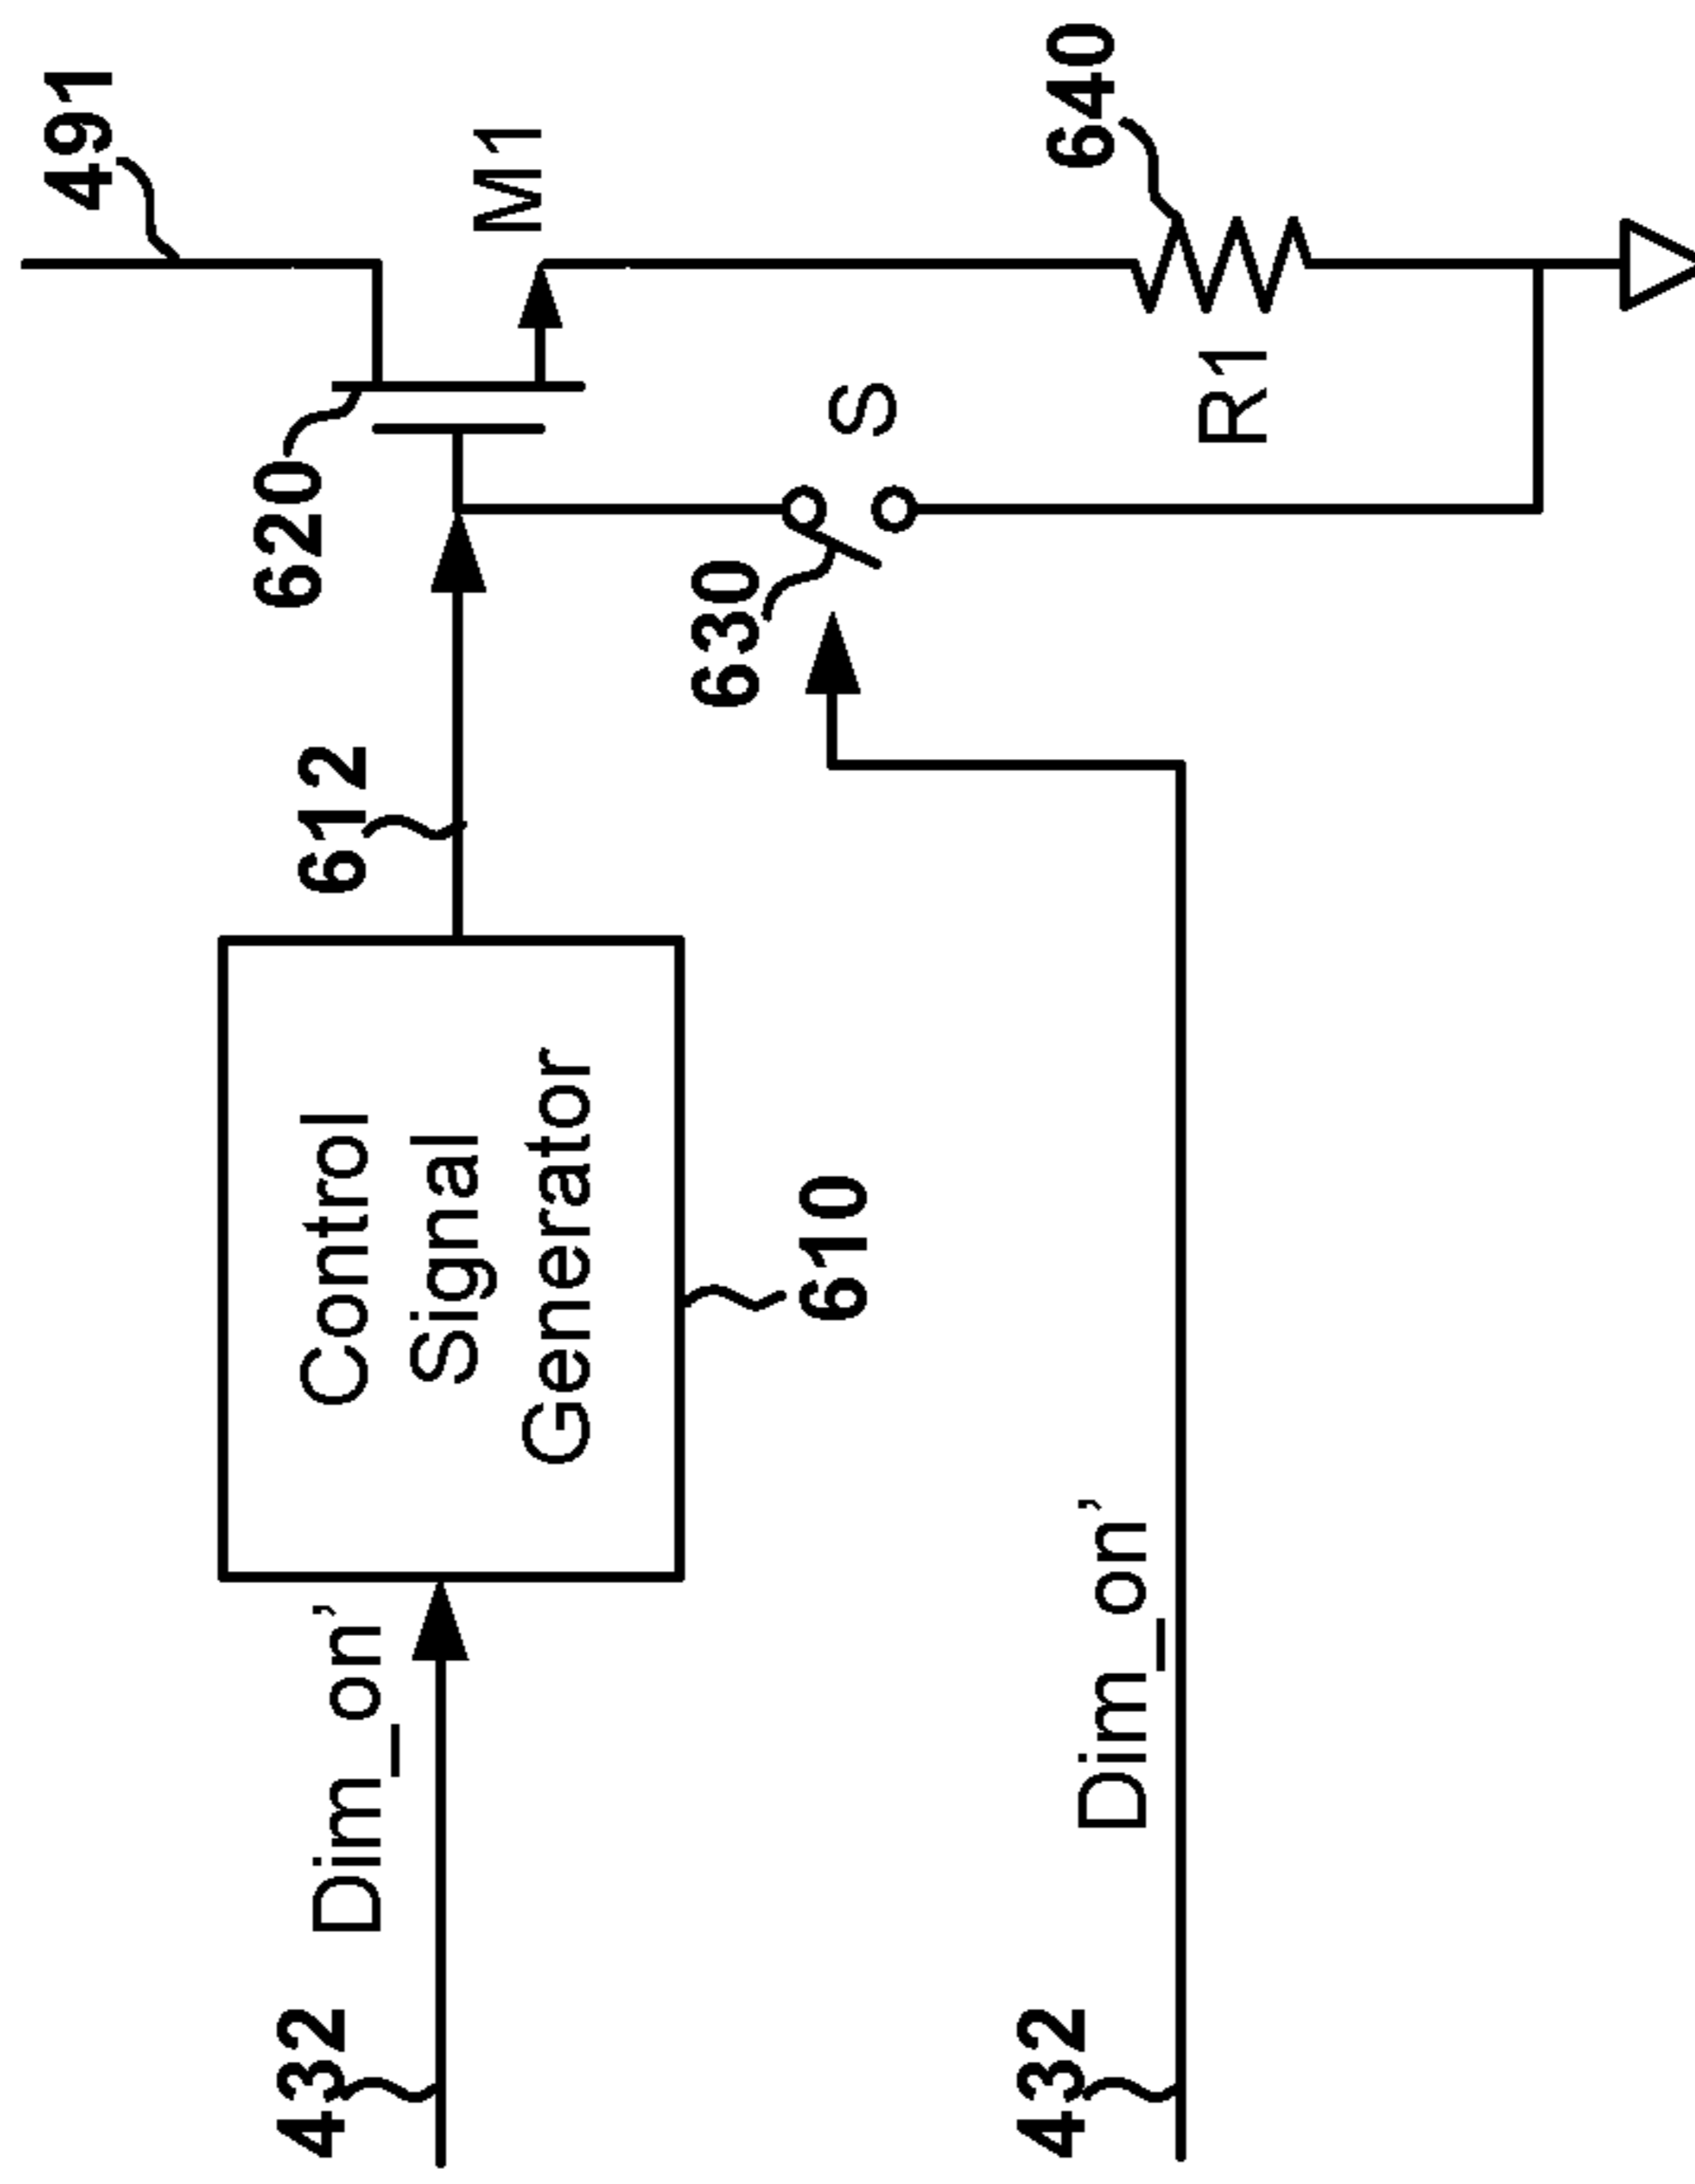 491
M1
620
612
Control
Signal
Generator
Dim_on’
432
630
S
640
R1
610
Dim_on’
432